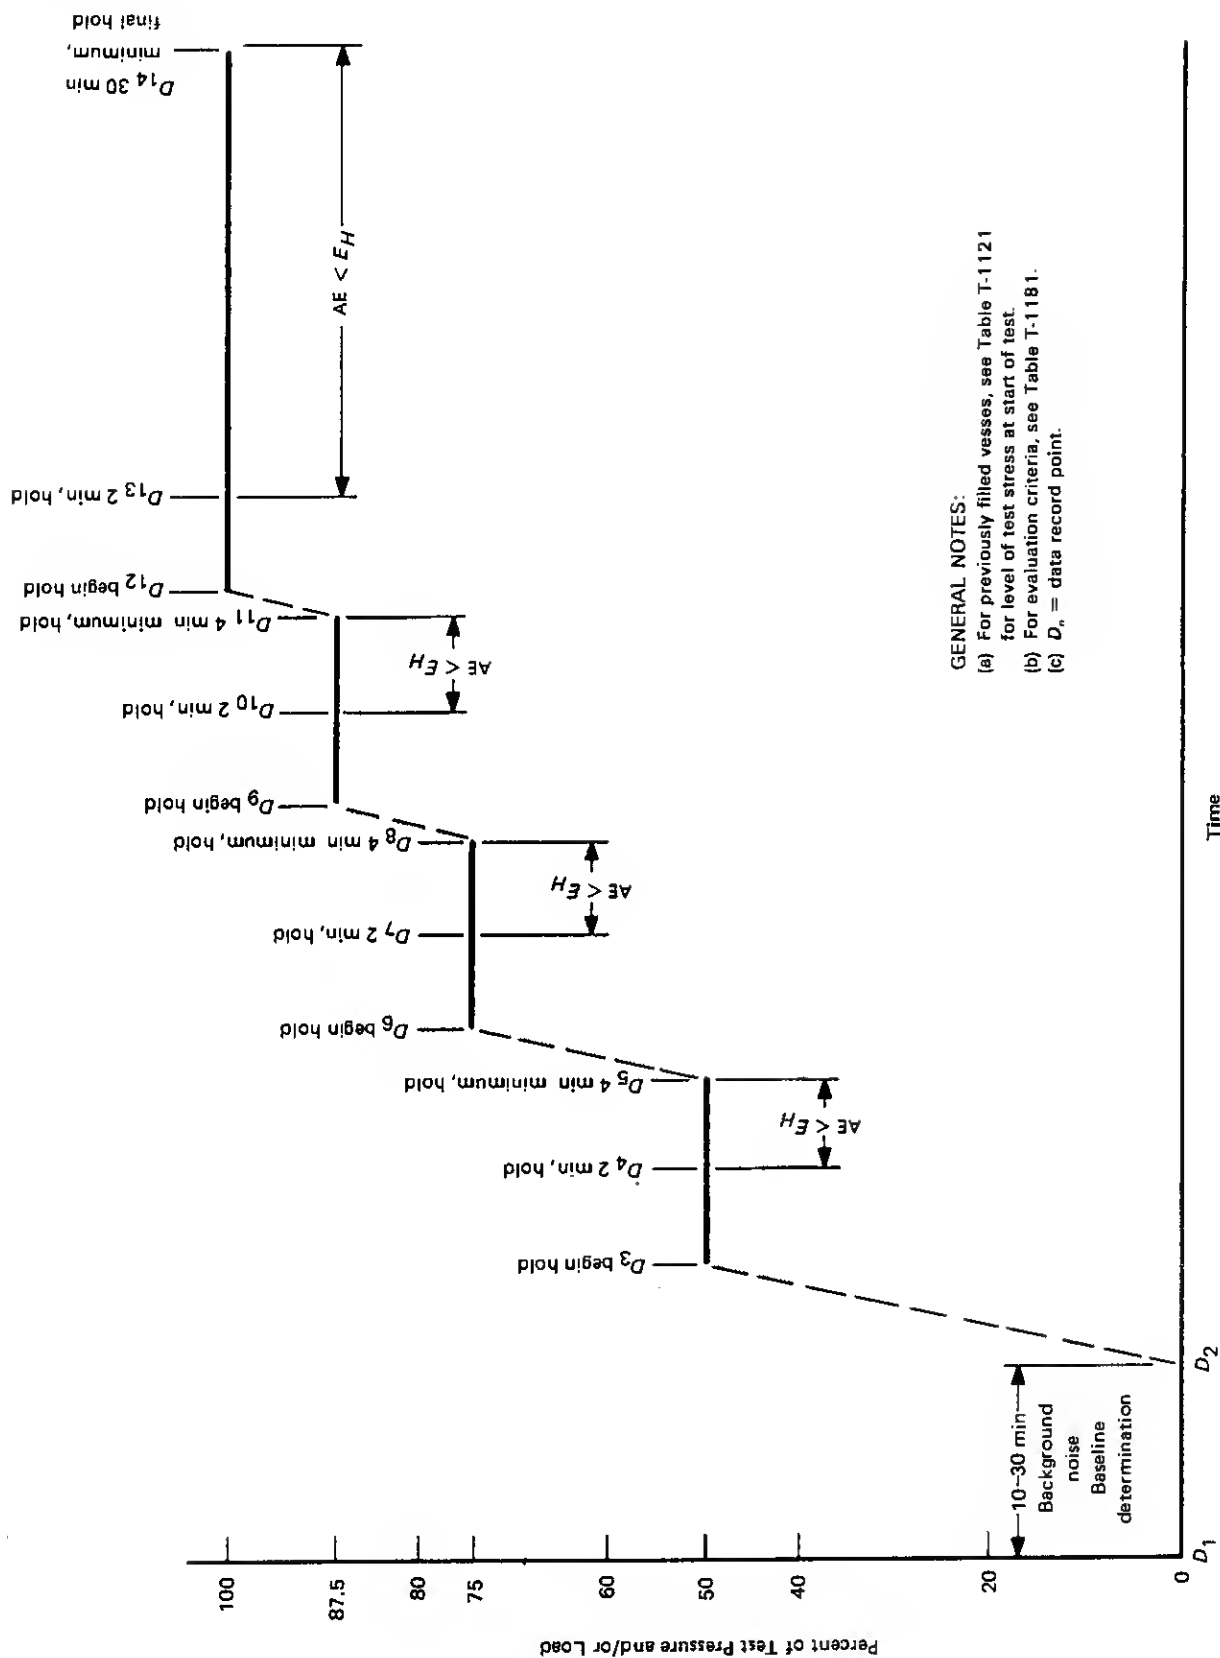 D14 30 min
minimum,
final hold
D13 2 min, hold
D12 begin hold
D11 4 min minimum, hold
D10 2 min, hold
D9 begin hold
D8 4 min minimum, hold
D7 2 min, hold
D6 begin hold
D5 4 min minimum, hold
D4 2 min, hold
D3 begin hold
AE < EH
AE < EH
AE < EH
AE < EH
10–30 min
Background
noise
Baseline
determination
GENERAL NOTES:
(a) For previously filled vesses, see Table T-1121
for level of test stress at start of test.
(b) For evaluation criteria, see Table T-1181.
(c) Dn = data record point.
100
87.5
80
75
60
50
40
20
0
Percent of Test Pressure and/or Load
D1
D2
Time